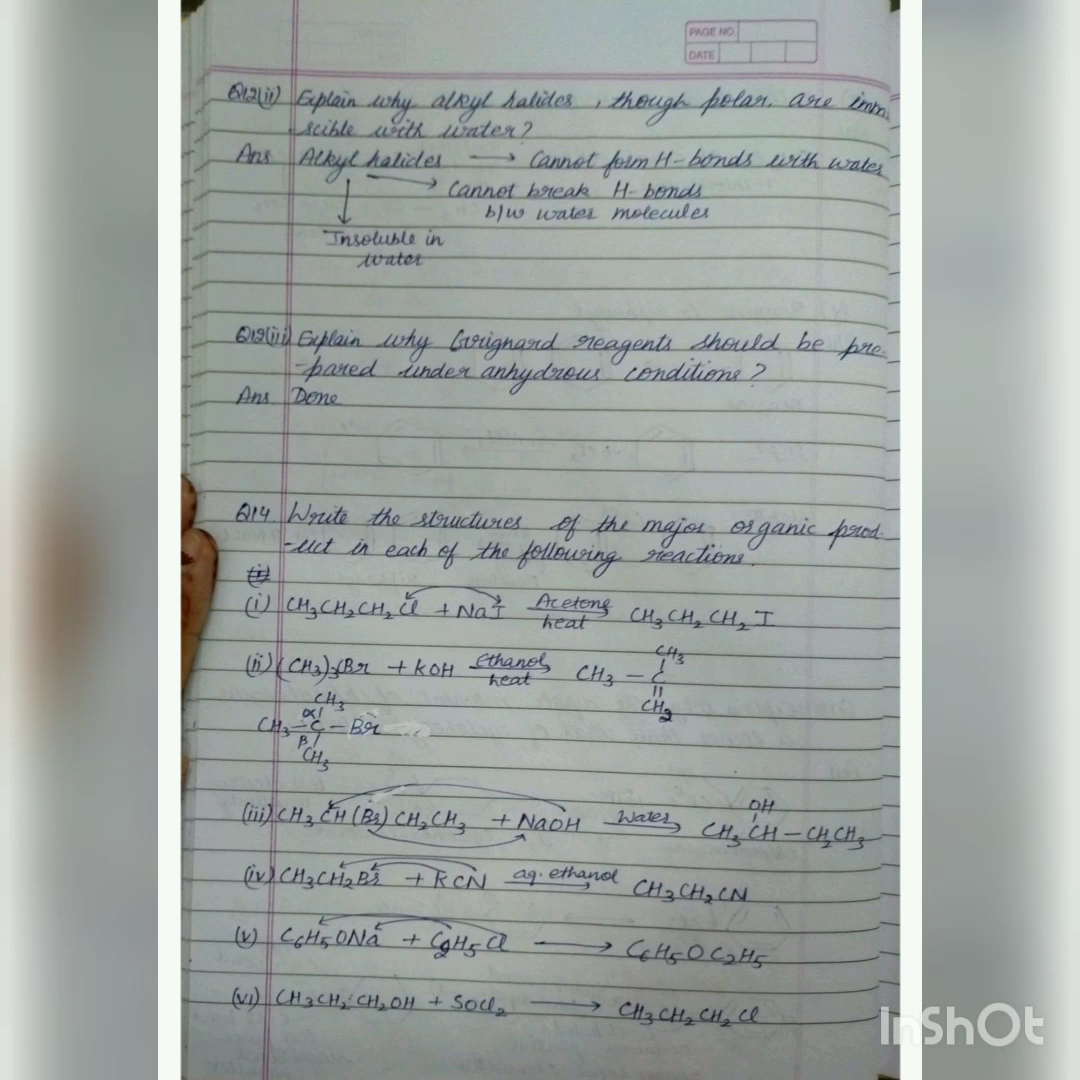 PAGE NO.
DATE
Q12(ii) Explain why alkyl halides, though polar, are immi
-scible with water?
Ans Alkyl halides → Cannot form H-bonds with water
→ Cannot break H-bonds
b/w water molecules
↓
Insoluble in
water
Q12(iii) Explain why Grignard reagents should be pre-
-pared under anhydrous conditions?
Ans Done
Q14 Write the structures of the major organic prod-
-uct in each of the following reactions.
(i)
(i) CH₃CH₂CH₂Cl + NaI Acetone → heat CH₃CH₂CH₂I
CH₃
(ii) (CH₃)₃Br + KOH Ethanol → heat CH₃ – C
CH₂
CH₃
α
CH₃ – C – Br
β
CH₃
OH
(iii) CH₃CH(Br)CH₂CH₃ + NaOH Water → CH₃CH – CH₂CH₃
(iv) CH₃CH₂Br + KCN aq. ethanol → CH₃CH₂CN
(v) C₆H₅ONa + C₂H₅Cl → C₆H₅OC₂H₅
(vi) CH₃CH₂CH₂OH + SOCl₂ → CH₃CH₂CH₂Cl
InShOt